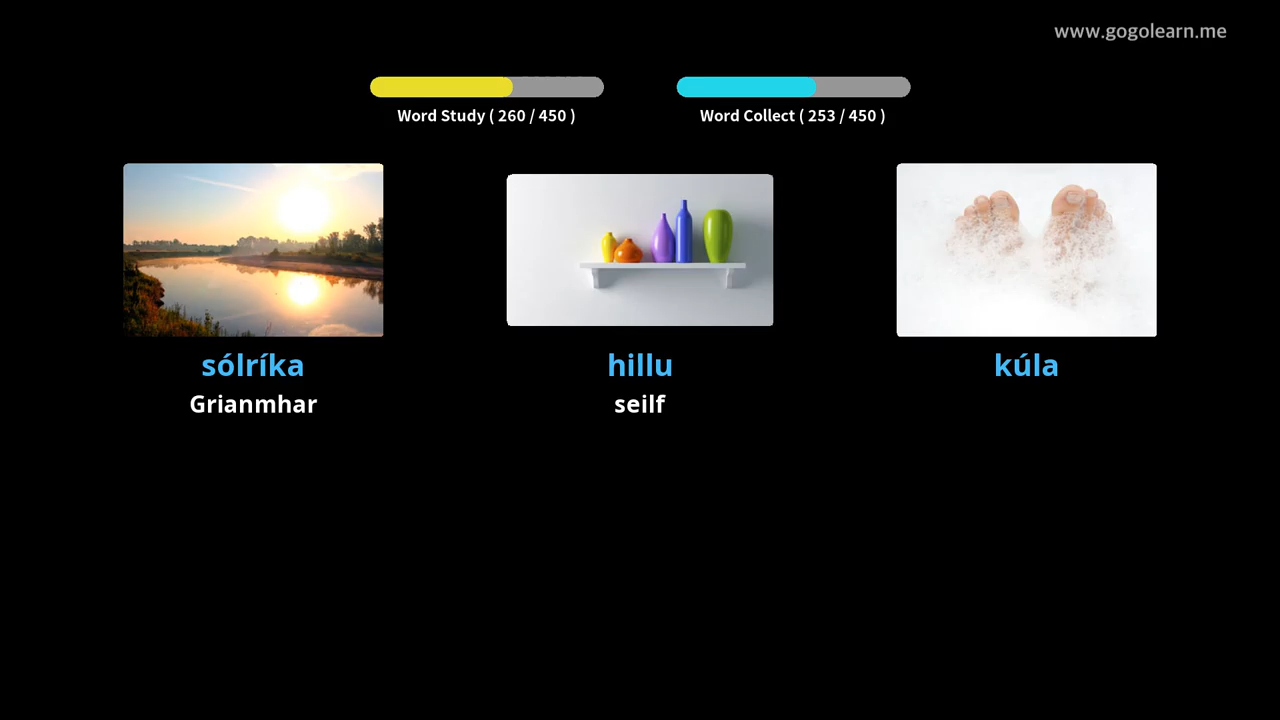 www.gogolearn.me
Word Study ( 260 / 450 )
Word Collect ( 253 / 450 )
sólríka
hillu
kúla
Grianmhar
seilf